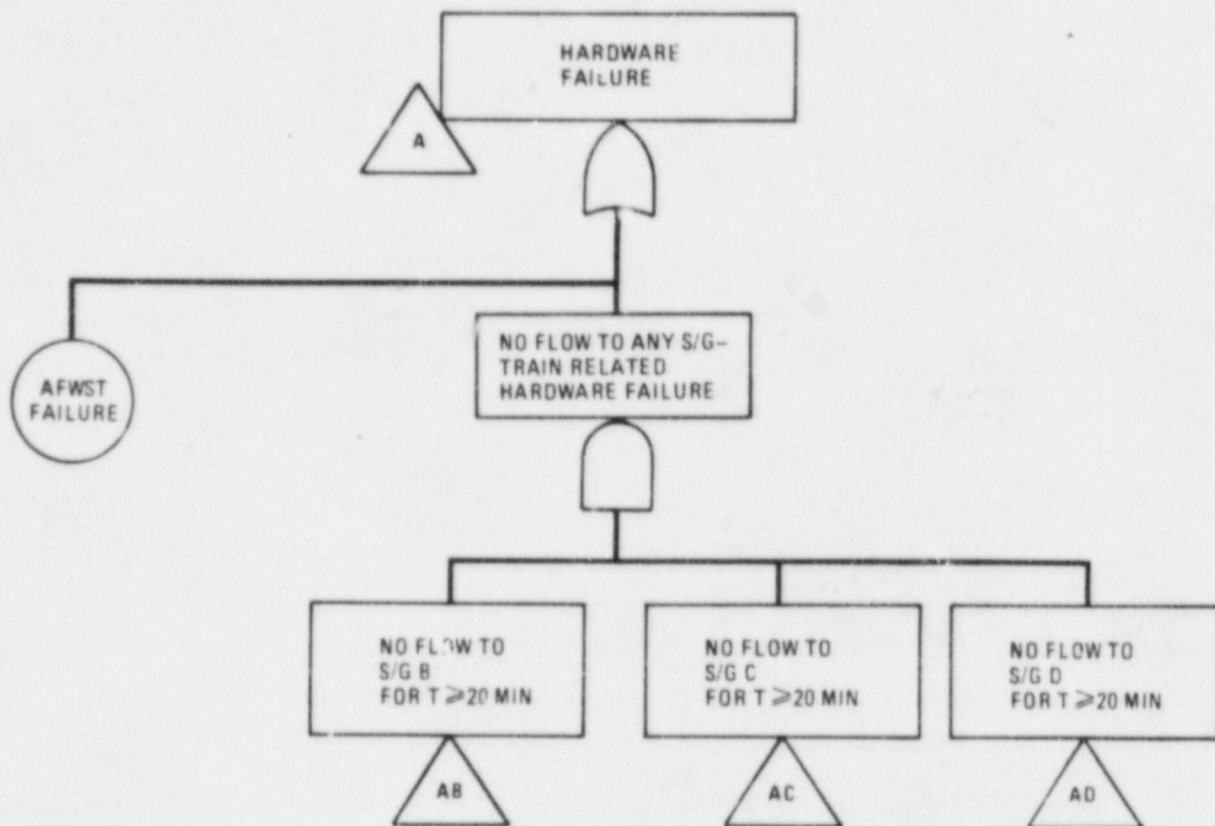 HARDWARE
FAILURE
A
NO FLOW TO ANY S/G–
TRAIN RELATED
HARDWARE FAILURE
AFWST
FAILURE
NO FLOW TO
S/G B
FOR T ⩾20 MIN
NO FLOW TO
S/G C
FOR T ⩾20 MIN
NO FLOW TO
S/G D
FOR T ⩾20 MIN
AB
AC
AD